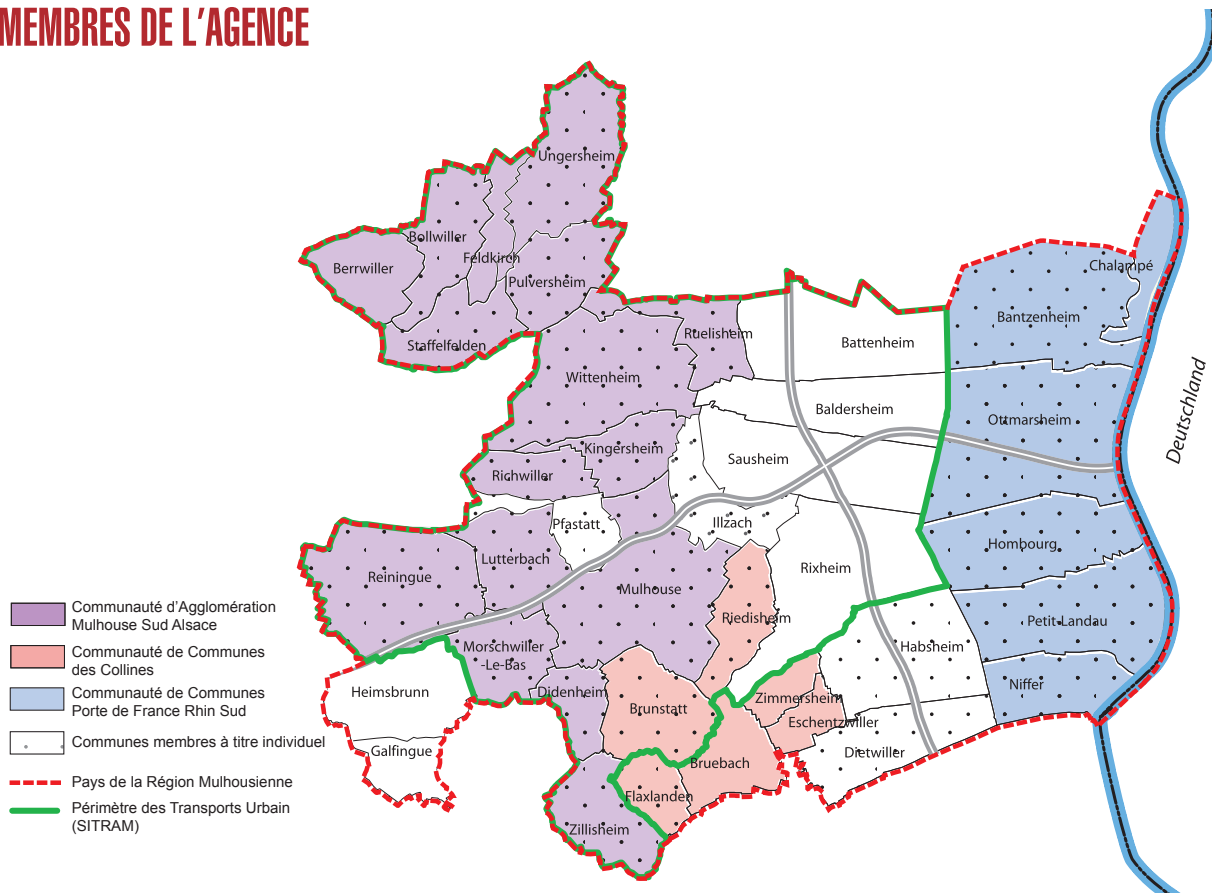 MEMBRES DE L'AGENCE
Ungersheim
Bollwiller
Berrwiller
Feldkirch
Pulversheim
Staffelfelden
Chalampé
Bantzenheim
Ruelisheim
Battenheim
Wittenheim
Baldersheim
Ottmarsheim
Deutschland
Kingersheim
Sausheim
Richwiller
Pfastatt
Illzach
Hombourg
Lutterbach
Reiningue
Mulhouse
Rixheim
Riedisheim
Petit-Landau
Habsheim
Morschwiller
-Le-Bas
Heimsbrunn
Didenheim
Brunstatt
Zimmersheim
Niffer
Eschentzwiller
Galfingue
Dietwiller
Bruebach
Flaxlanden
Zillisheim
Communauté d'Agglomération
Mulhouse Sud Alsace
Communauté de Communes
des Collines
Communauté de Communes
Porte de France Rhin Sud
Communes membres à titre individuel
Pays de la Région Mulhousienne
Périmètre des Transports Urbain
(SITRAM)